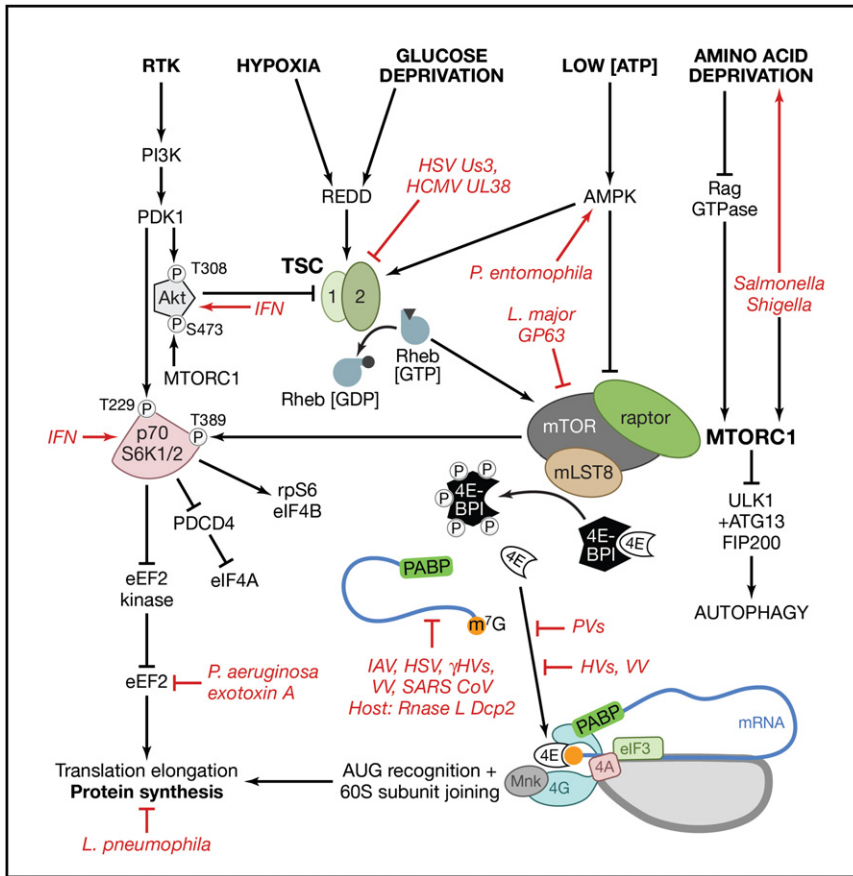 RTK
HYPOXIA
GLUCOSE
DEPRIVATION
LOW [ATP]
AMINO ACID
DEPRIVATION
PI3K
PDK1
REDD
HSV Us3,
HCMV UL38
AMPK
Rag
GTPase
P
T308
Akt
P
S473
IFN
MTORC1
TSC
1
2
P. entomophila
Salmonella
Shigella
L. major
GP63
Rheb
[GTP]
Rheb [GDP]
T229
P
T389
P
p70
S6K1/2
IFN
mTOR
raptor
mLST8
MTORC1
rpS6
eIF4B
PDCD4
eIF4A
P
P
P
P
P
4E-
BPI
4E-
BPI
4E
4E
ULK1
+ATG13
FIP200
AUTOPHAGY
eEF2
kinase
PABP
m7G
IAV, HSV, γHVs,
VV, SARS CoV
Host: Rnase L Dcp2
PVs
HVs, VV
eEF2
P. aeruginosa
exotoxin A
PABP
mRNA
4E
eIF3
4A
Mnk
4G
Translation elongation
Protein synthesis
AUG recognition +
60S subunit joining
L. pneumophila